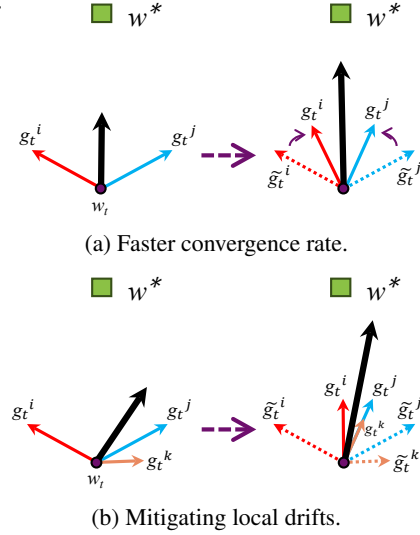 w*
w*
g_t^i
g_t^j
g_t^i
g_t^j
g̃_t^i
g̃_t^j
w_t
(a) Faster convergence rate.
w*
w*
g_t^i
g_t^j
g_t^k
w_t
g̃_t^i
g_t^i
g_t^j
g̃_t^j
g_t^k
g̃_t^k
(b) Mitigating local drifts.